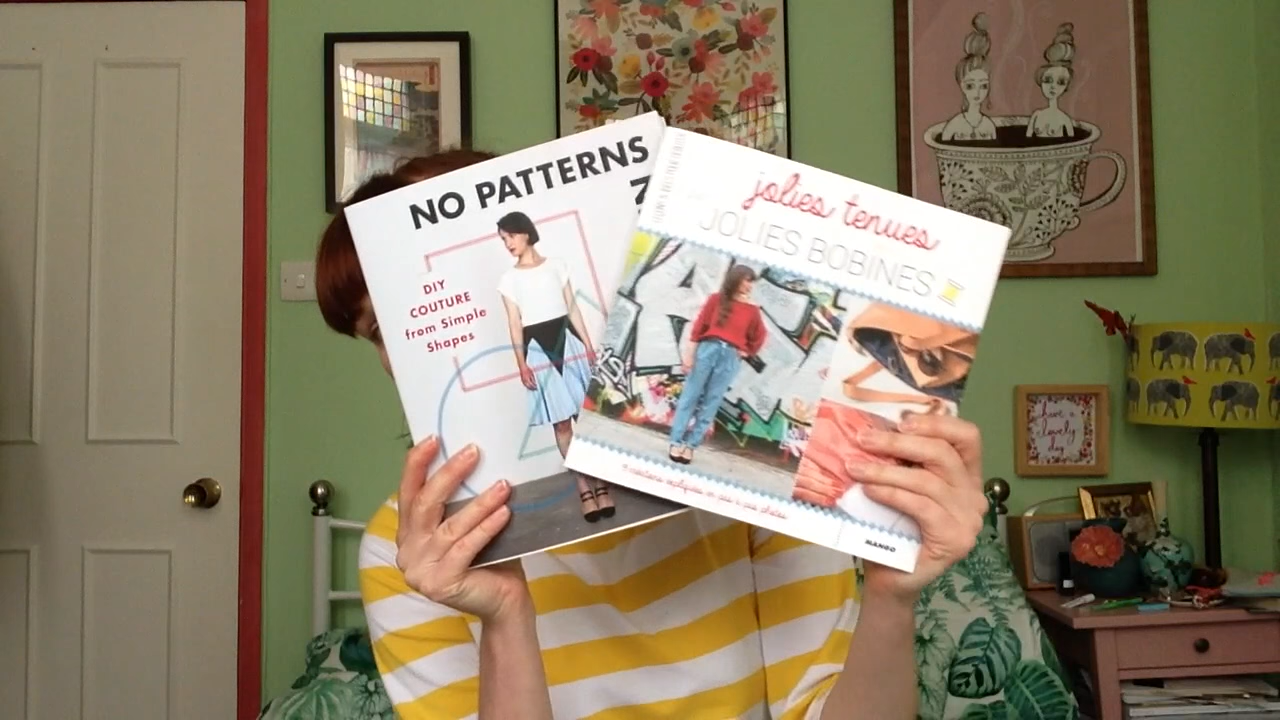 NO PATTERNS
DIY
COUTURE
from Simple
Shapes
jolies tenues
JOLIES BOBINES
MANGO
have a
lovely
day